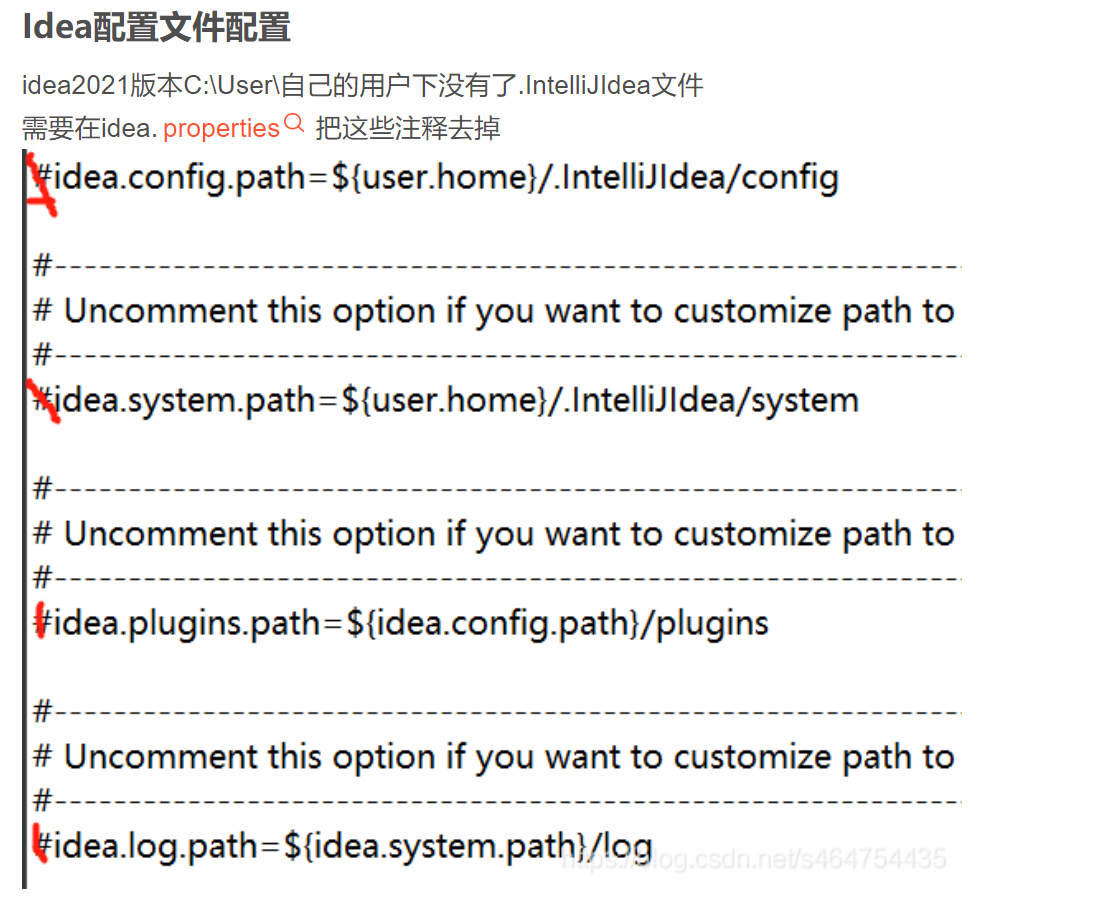 Idea配置文件配置
idea2021版本C:\User\自己的用户下没有了.IntelliJIdea文件
需要在idea. properties 把这些注释去掉
#idea.config.path=${user.home}/.IntelliJIdea/config
#-----------------------------------------------------------------
# Uncomment this option if you want to customize path to
#-----------------------------------------------------------------
#idea.system.path=${user.home}/.IntelliJIdea/system
#-----------------------------------------------------------------
# Uncomment this option if you want to customize path to
#-----------------------------------------------------------------
#idea.plugins.path=${idea.config.path}/plugins
#-----------------------------------------------------------------
# Uncomment this option if you want to customize path to
#-----------------------------------------------------------------
#idea.log.path=${idea.system.path}/log
https://blog.csdn.net/s464754435